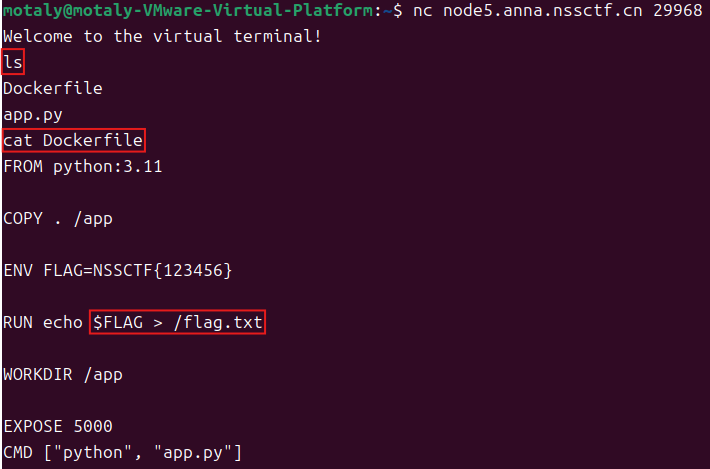 motaly@motaly-VMware-Virtual-Platform:~$ nc node5.anna.nssctf.cn 29968
Welcome to the virtual terminal!
ls
Dockerfile
app.py
cat Dockerfile
FROM python:3.11
COPY . /app
ENV FLAG=NSSCTF{123456}
RUN echo $FLAG > /flag.txt
WORKDIR /app
EXPOSE 5000
CMD ["python", "app.py"]